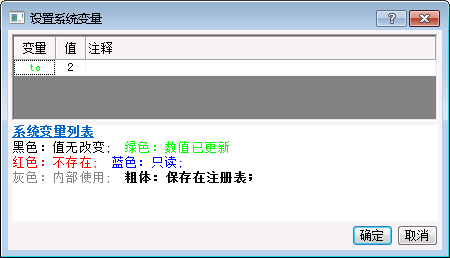 设置系统变量
变量 值 注释
to 2
系统变量列表
黑色：值无改变； 绿色：数值已更新
红色：不存在； 蓝色：只读；
灰色：内部使用； 粗体：保存在注册表；
确定 取消